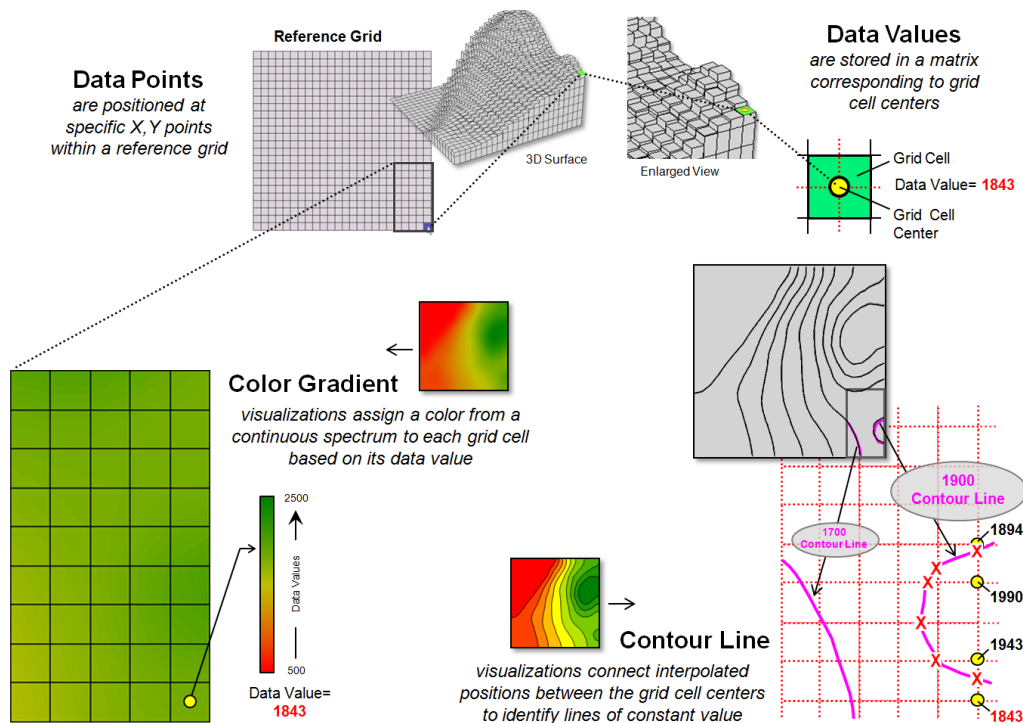 Reference Grid
Data Points
are positioned at
specific X,Y points
within a reference grid
3D Surface
Enlarged View
Data Values
are stored in a matrix
corresponding to grid
cell centers
Grid Cell
Data Value= 1843
Grid Cell
Center
Color Gradient
visualizations assign a color from a
continuous spectrum to each grid cell
based on its data value
2500
Data Values
500
Data Value=
1843
Contour Line
visualizations connect interpolated
positions between the grid cell centers
to identify lines of constant value
1900
Contour Line
1700
Contour Line
1894
X
X
X
1990
X
1943
X
X
1843